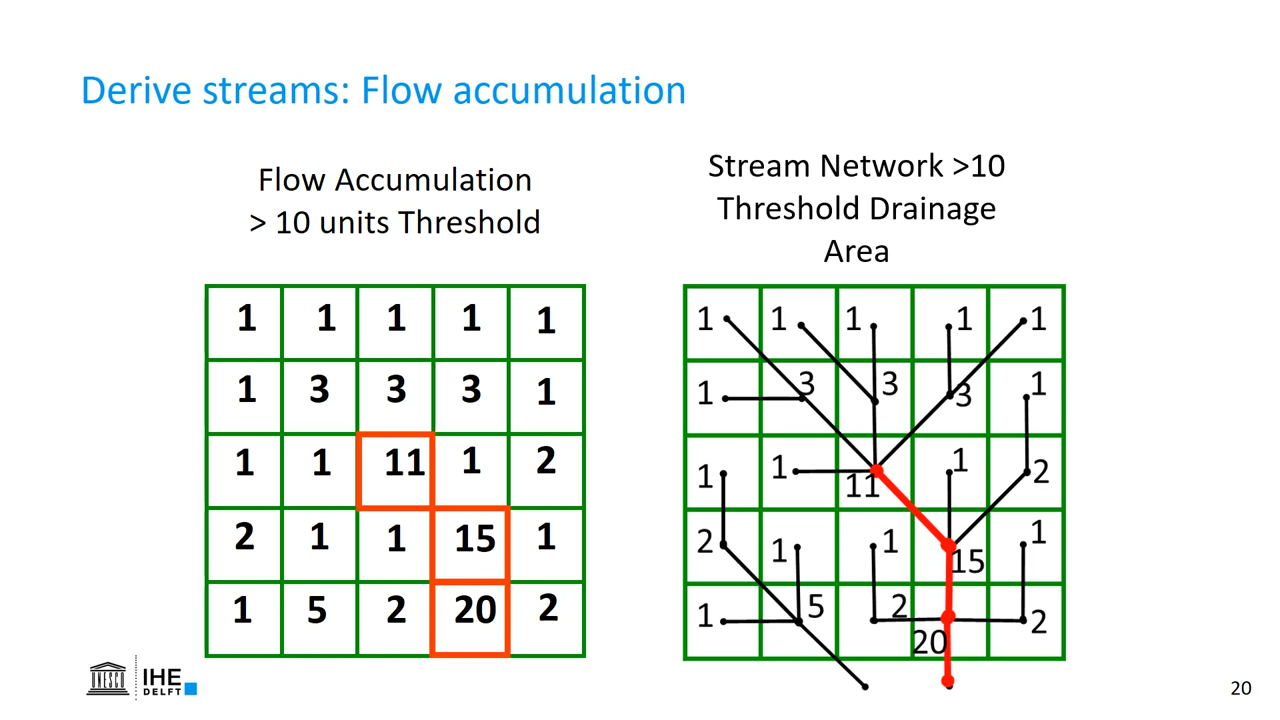 Derive streams: Flow accumulation
Flow Accumulation
> 10 units Threshold
1 1 1 1 1
1 3 3 3 1
1 1 11 1 2
2 1 1 15 1
1 5 2 20 2
Stream Network >10
Threshold Drainage
Area
1 1 1 1 1
1 3 3 3 1
1 1 11 1 2
2 1 1 15 1
1 5 2 20 2
UNESCO
IHE
DELFT
20